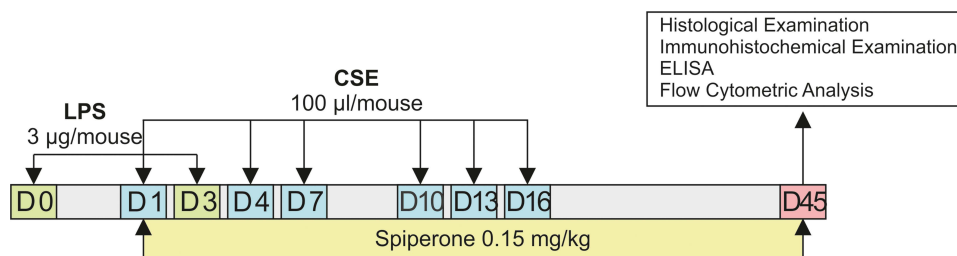 Histological Examination
Immunohistochemical Examination
ELISA
Flow Cytometric Analysis
CSE
100 µl/mouse
LPS
3 µg/mouse
D0 D1 D3 D4 D7 D10 D13 D16 D45
Spiperone 0.15 mg/kg